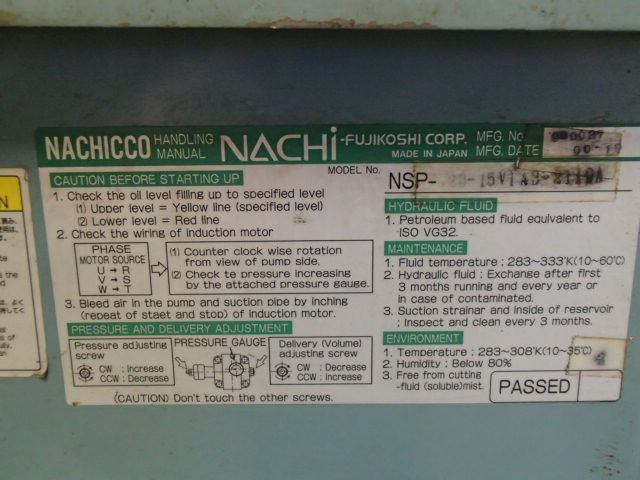 NACHICCO HANDLING MANUAL NACHi-FUJIKOSHI CORP.
MADE IN JAPAN
MFG. No.
MFG. DATE
CAUTION BEFORE STARTING UP
1. Check the oil level filling up to specified level
(1) Upper level = Yellow line (specified level)
(2) Lower level = Red line
2. Check the wiring of induction motor
PHASE
MOTOR SOURCE
U → R
V → S
W → T
(1) Counter clock wise rotation
from view of pump side.
(2) Check te pressure increasing
by the attached pressure gauge.
3. Bleed air in the pump and suction pipe by inching
(repeat of staet and stop) of induction motor.
PRESSURE AND DELIVERY ADJUSTMENT
Pressure adjusting
screw
CW : Increase
CCW : Decrease
PRESSURE GAUGE
Delivery (Volume)
adjusting screw
CW : Decrease
CCW : Increase
(CAUTION) Don't touch the other screws.
MODEL No. NSP-
HYDRAULIC FLUID
1. Petroleum based fluid equivalent to
ISO VG32.
MAINTENANCE
1. Fluid temperature : 283~333°K(10~60°C)
2. Hydraulic fluid : Exchange after first
3 months running and every year or
in case of contaminated.
3. Suction strainar and inside of reservoir
: Inspect and clean every 3 months.
ENVIRONMENT
1. Temperature : 283~308°K(10~35°C)
2. Humidity : Below 80%
3. Free from cutting
-fluid (soluble)mist.
4
PASSED